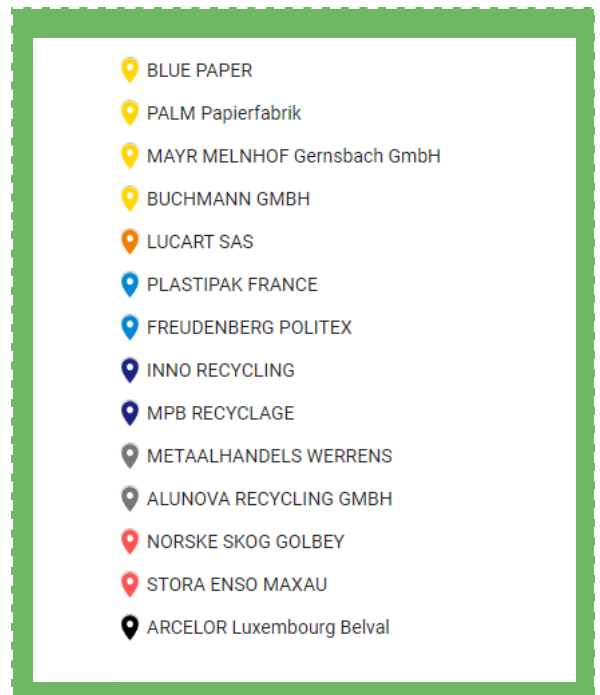 BLUE PAPER
PALM Papierfabrik
MAYR MELNHOF Gernsbach GmbH
BUCHMANN GMBH
LUCART SAS
PLASTIPAK FRANCE
FREUDENBERG POLITEX
INNO RECYCLING
MPB RECYCLAGE
METAALHANDELS WERRENS
ALUNOVA RECYCLING GMBH
NORSKE SKOG GOLBEY
STORA ENSO MAXAU
ARCELOR Luxembourg Belval